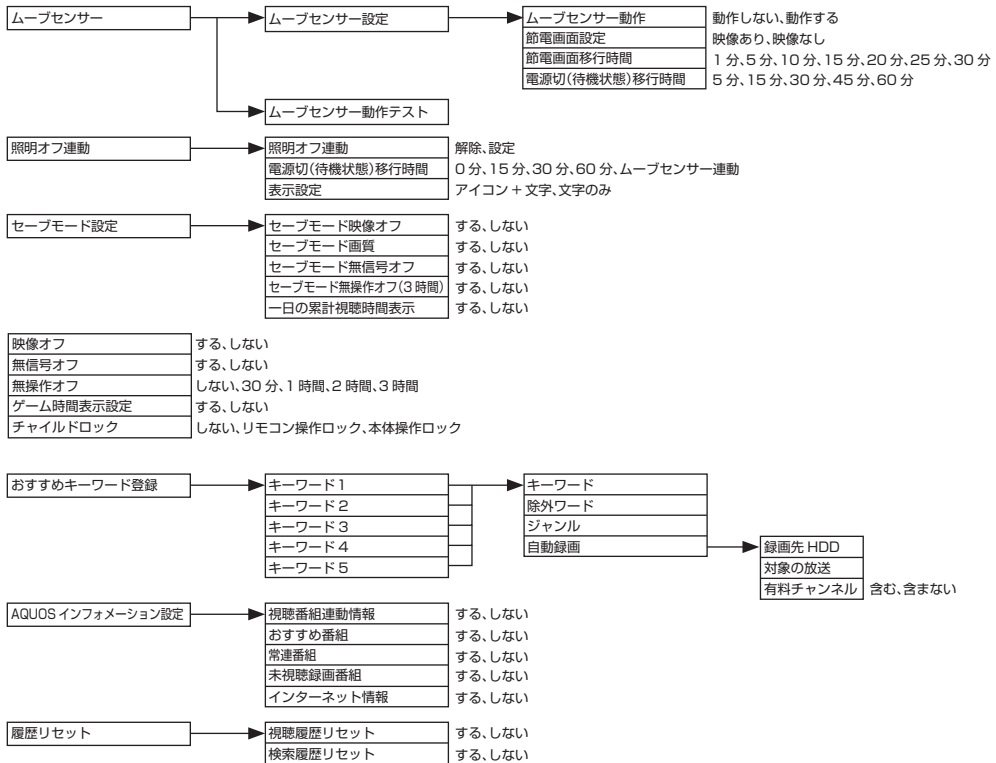 ムーブセンサー
ムーブセンサー設定
ムーブセンサー動作 動作しない、動作する
節電画面設定 映像あり、映像なし
節電画面移行時間 1分、5分、10分、15分、20分、25分、30分
電源切(待機状態)移行時間 5分、15分、30分、45分、60分
ムーブセンサー動作テスト
照明オフ連動
照明オフ連動 解除、設定
電源切(待機状態)移行時間 0分、15分、30分、60分、ムーブセンサー連動
表示設定 アイコン+文字、文字のみ
セーブモード設定
セーブモード映像オフ する、しない
セーブモード画質 する、しない
セーブモード無信号オフ する、しない
セーブモード無操作オフ(3時間) する、しない
一日の累計視聴時間表示 する、しない
映像オフ する、しない
無信号オフ する、しない
無操作オフ しない、30分、1時間、2時間、3時間
ゲーム時間表示設定 する、しない
チャイルドロック しない、リモコン操作ロック、本体操作ロック
おすすめキーワード登録
キーワード1
キーワード2
キーワード3
キーワード4
キーワード5
キーワード
除外ワード
ジャンル
自動録画
録画先HDD
対象の放送
有料チャンネル 含む、含まない
AQUOSインフォメーション設定
視聴番組連動情報 する、しない
おすすめ番組 する、しない
常連番組 する、しない
未視聴録画番組 する、しない
インターネット情報 する、しない
履歴リセット
視聴履歴リセット する、しない
検索履歴リセット する、しない